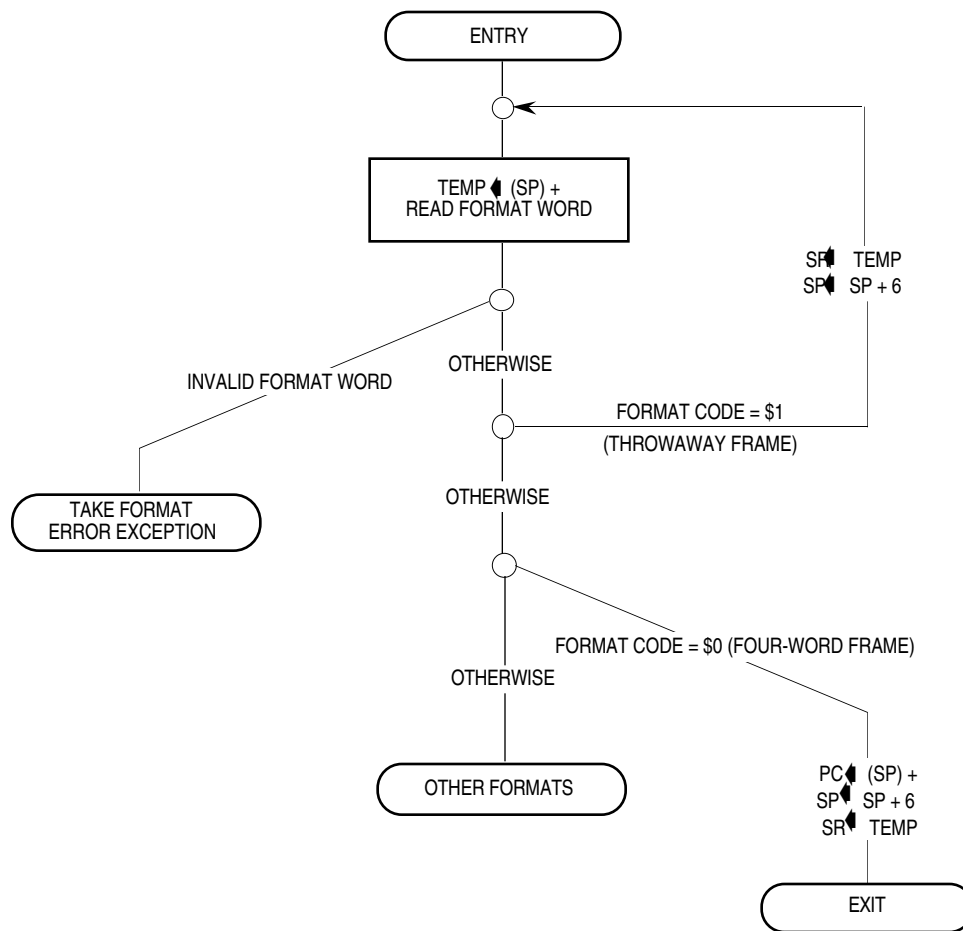 ENTRY
TEMP (SP) +
READ FORMAT WORD
SR TEMP
SP SP + 6
OTHERWISE
INVALID FORMAT WORD
FORMAT CODE = $1
(THROWAWAY FRAME)
OTHERWISE
TAKE FORMAT
ERROR EXCEPTION
FORMAT CODE = $0 (FOUR-WORD FRAME)
OTHERWISE
PC (SP) +
SP SP + 6
SR TEMP
OTHER FORMATS
EXIT